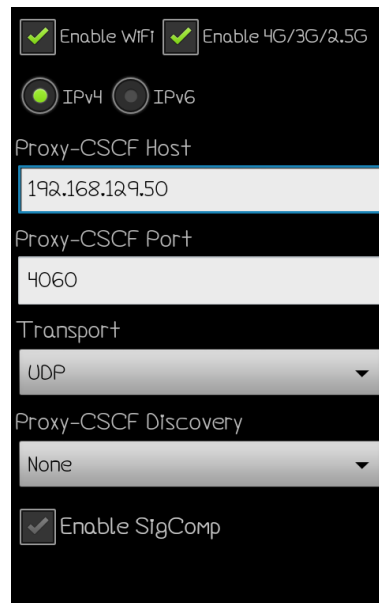 Enable WiFi Enable 4G/3G/2.5G
IPv4 IPv6
Proxy-CSCF Host
192.168.129.50
Proxy-CSCF Port
4060
Transport
UDP
Proxy-CSCF Discovery
None
Enable SigComp